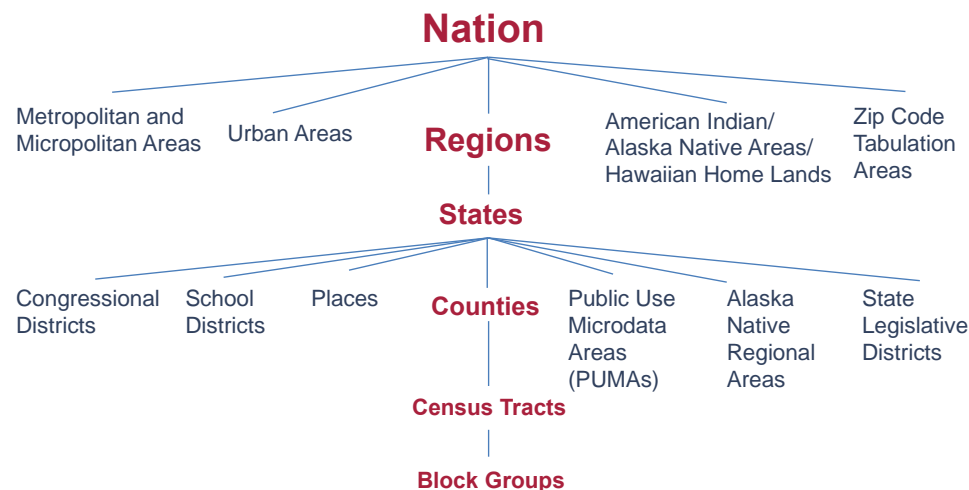 Nation
Metropolitan and
Micropolitan Areas
Urban Areas
Regions
American Indian/
Alaska Native Areas/
Hawaiian Home Lands
Zip Code
Tabulation
Areas
States
Congressional
Districts
School
Districts
Places
Counties
Public Use
Microdata
Areas
(PUMAs)
Alaska
Native
Regional
Areas
State
Legislative
Districts
Census Tracts
Block Groups